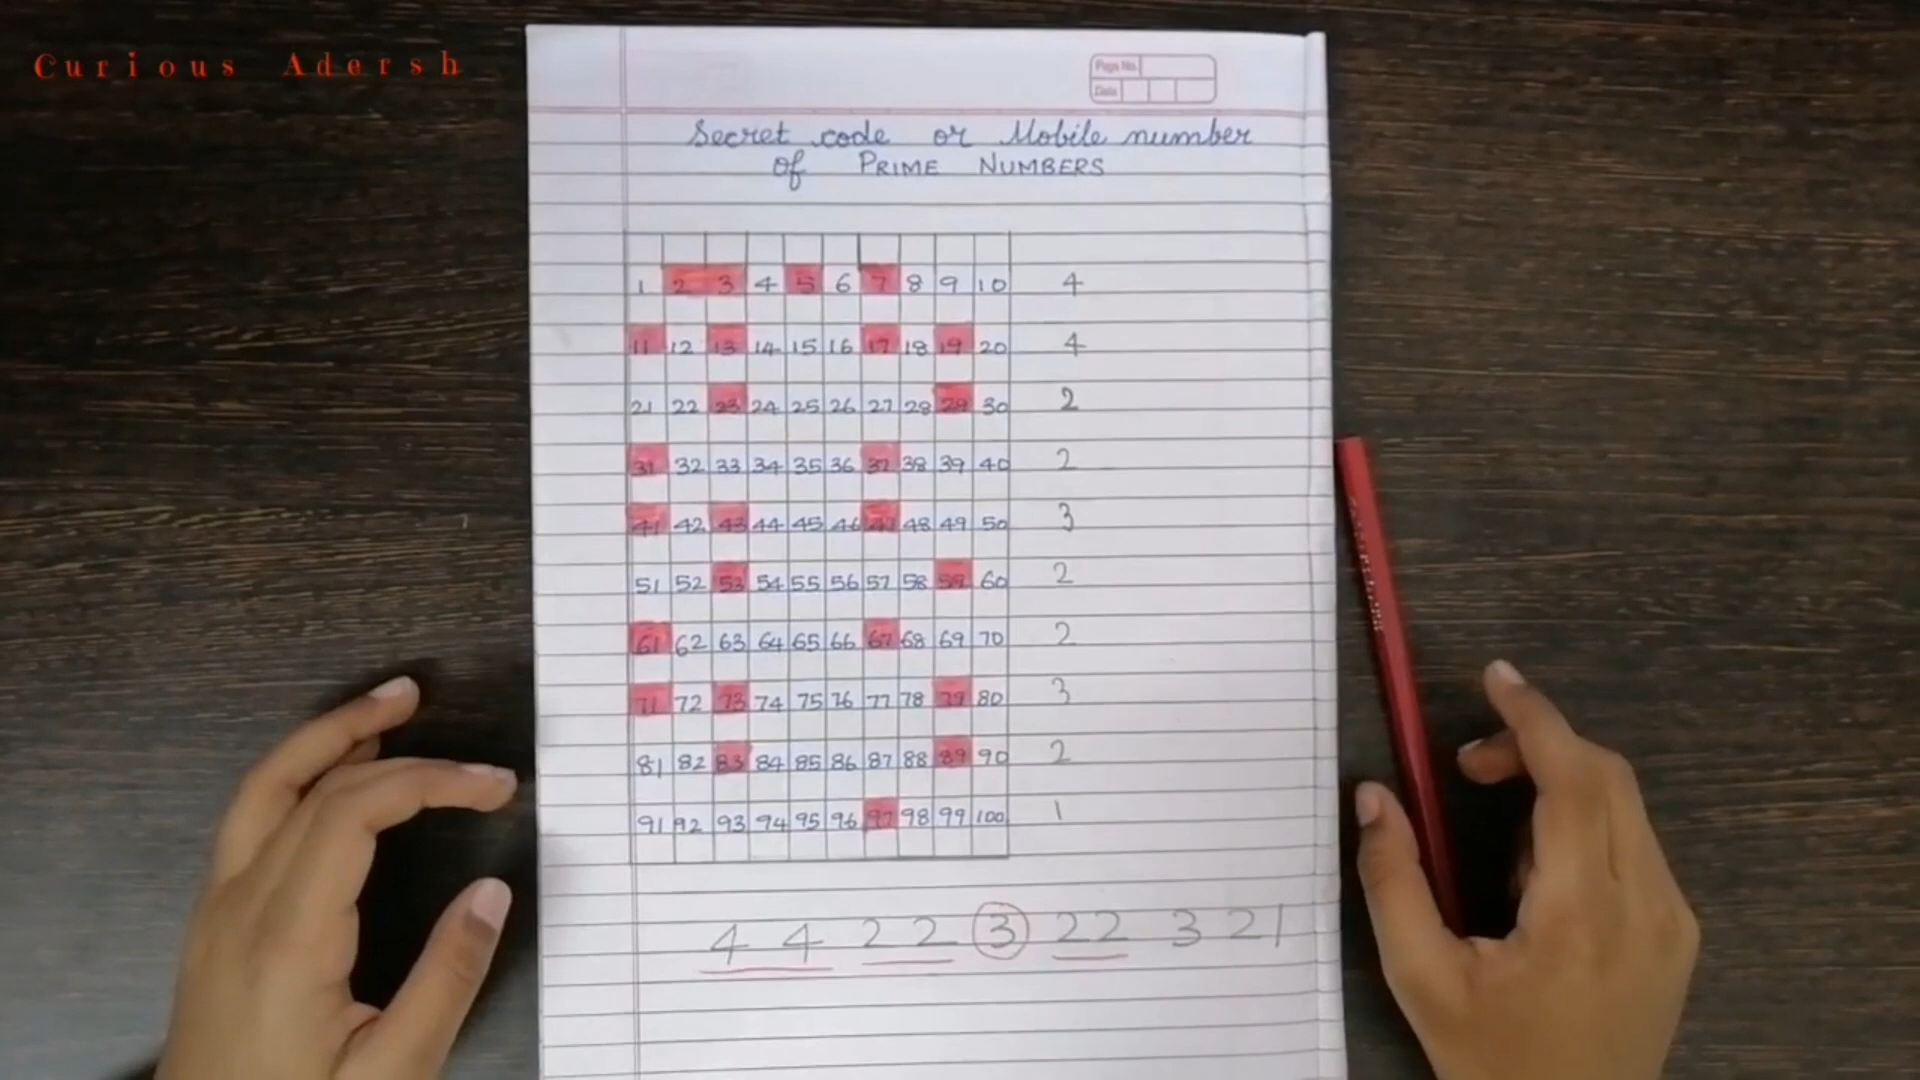 Curious Adersh
Page No.
Date
Secret code or Mobile number
of PRIME NUMBERS
1 2 3 4 5 6 7 8 9 10 4
11 12 13 14 15 16 17 18 19 20 4
21 22 23 24 25 26 27 28 29 30 2
31 32 33 34 35 36 37 38 39 40 2
41 42 43 44 45 46 47 48 49 50 3
51 52 53 54 55 56 57 58 59 60 2
61 62 63 64 65 66 67 68 69 70 2
71 72 73 74 75 76 77 78 79 80 3
81 82 83 84 85 86 87 88 89 90 2
91 92 93 94 95 96 97 98 99 100 1
4 4 2 2 3 2 2 3 2 1